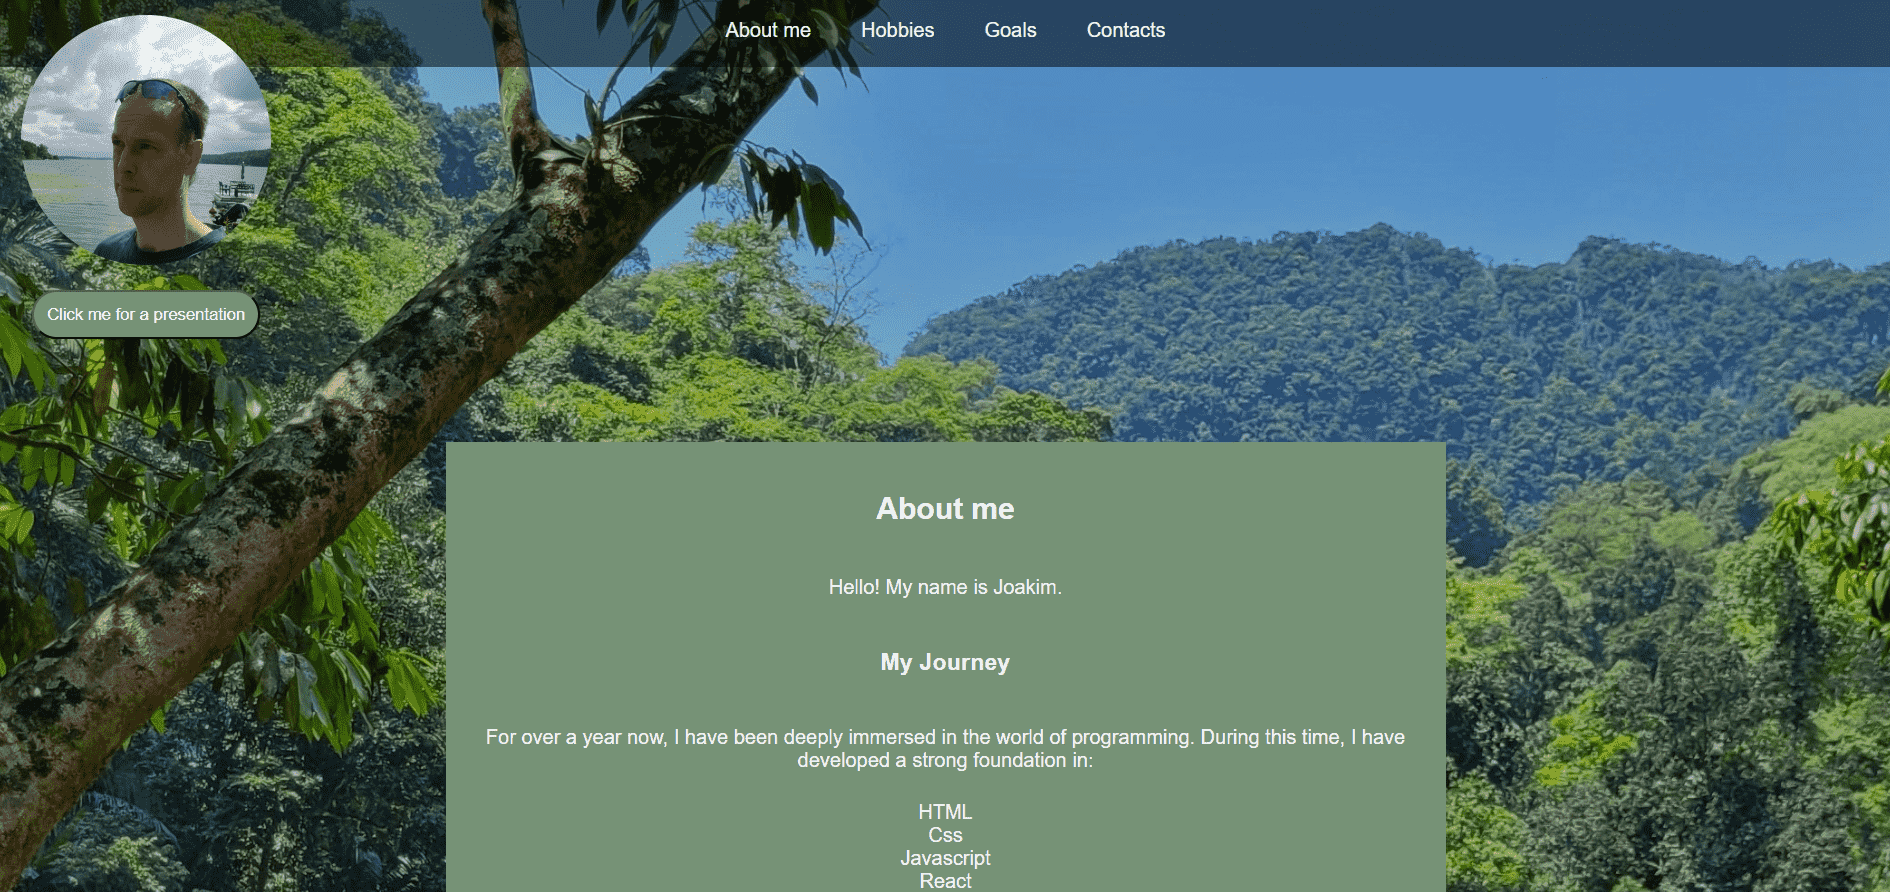 About me
Hobbies
Goals
Contacts
Click me for a presentation
About me
Hello! My name is Joakim.
My Journey
For over a year now, I have been deeply immersed in the world of programming. During this time, I have
developed a strong foundation in:
HTML
Css
Javascript
React